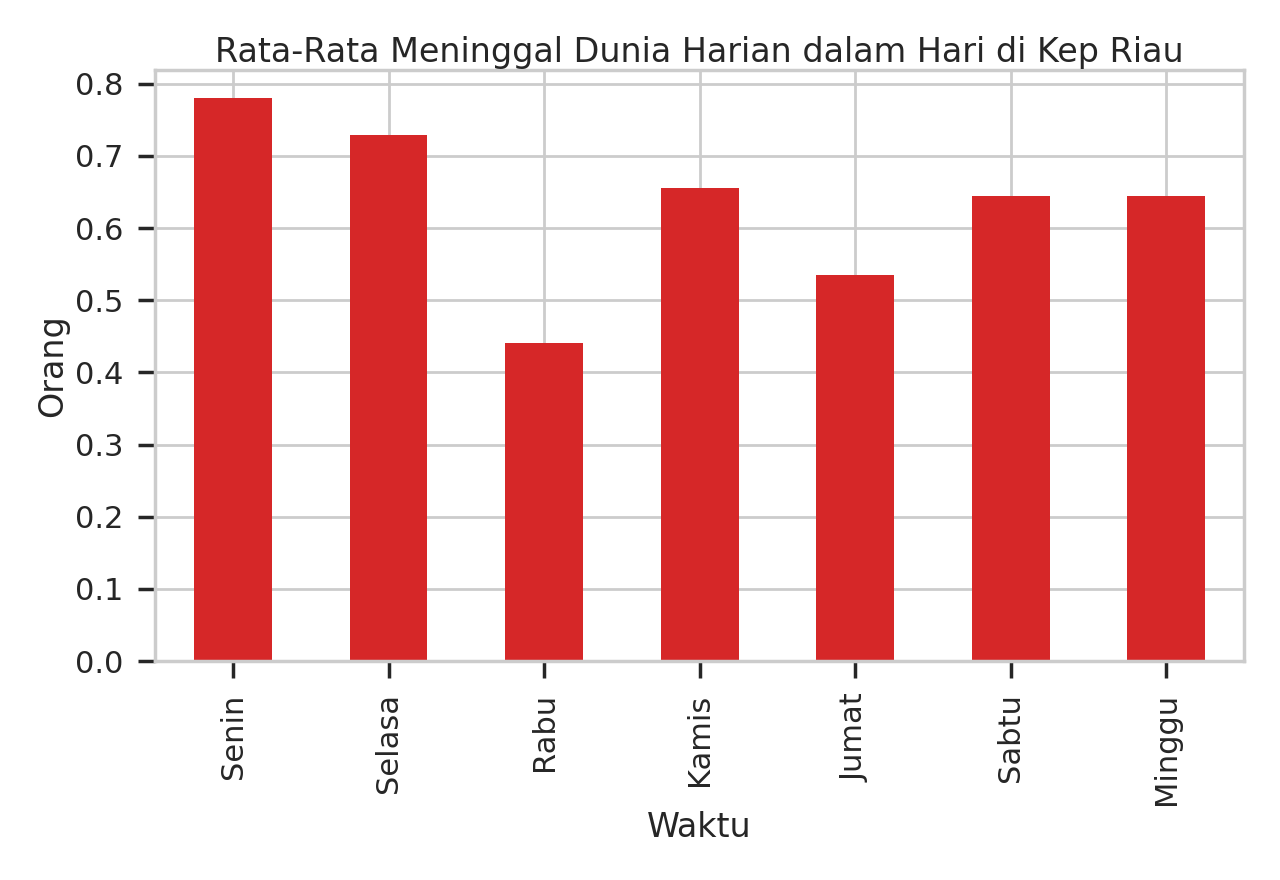 Rata-Rata Meninggal Dunia Harian dalam Hari di Kep Riau
0.8
0.7
0.6
0.5
0.4
0.3
0.2
0.1
0.0
Orang
Senin
Selasa
Rabu
Kamis
Jumat
Sabtu
Minggu
Waktu